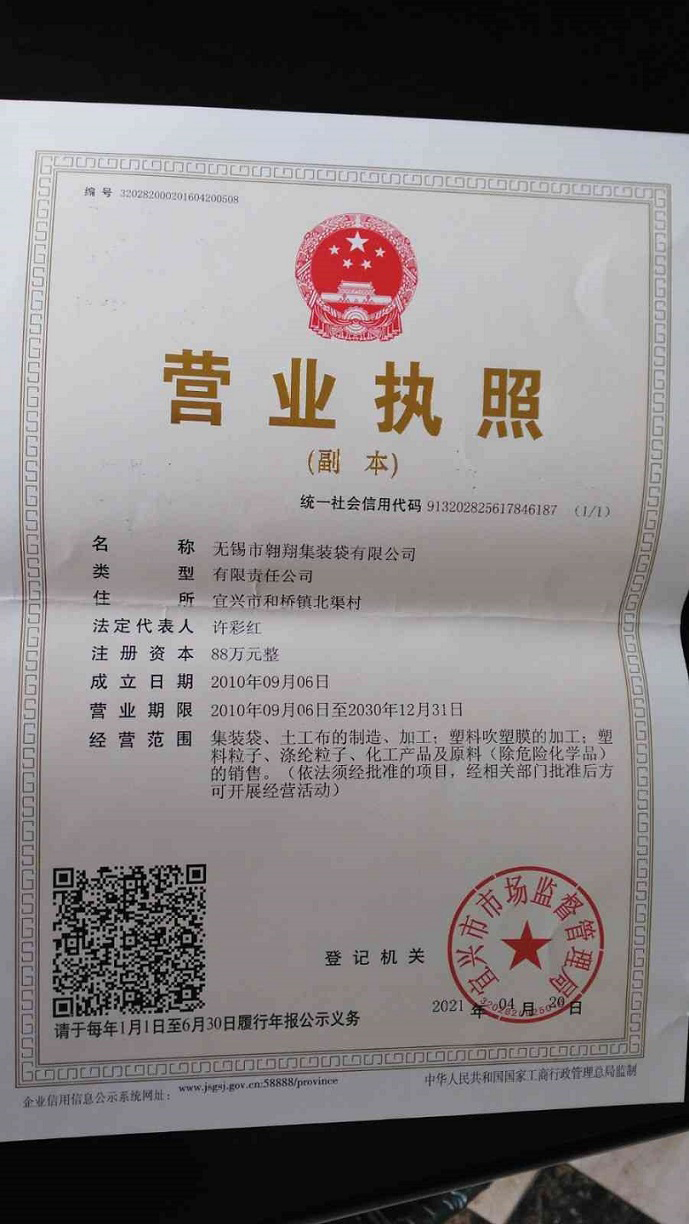 编号 320282000201604200508
营业执照
(副 本)
统一社会信用代码 913202825617846187 (1/1)
名称 无锡市翱翔集装袋有限公司
类型 有限责任公司
住所 宜兴市和桥镇北渠村
法定代表人 许彩红
注册资本 88万元整
成立日期 2010年09月06日
营业期限 2010年09月06日至2030年12月31日
经营范围 集装袋、土工布的制造、加工；塑料吹塑膜的加工；塑
料粒子、涤纶粒子、化工产品及原料（除危险化学品）
的销售。（依法须经批准的项目，经相关部门批准后方
可开展经营活动）
登记机关
宜兴市市场监督管理局
2021 年 04 月 20 日
请于每年1月1日至6月30日履行年报公示义务
企业信用信息公示系统网址： www.jsgsj.gov.cn:58888/province
中华人民共和国国家工商行政管理总局监制